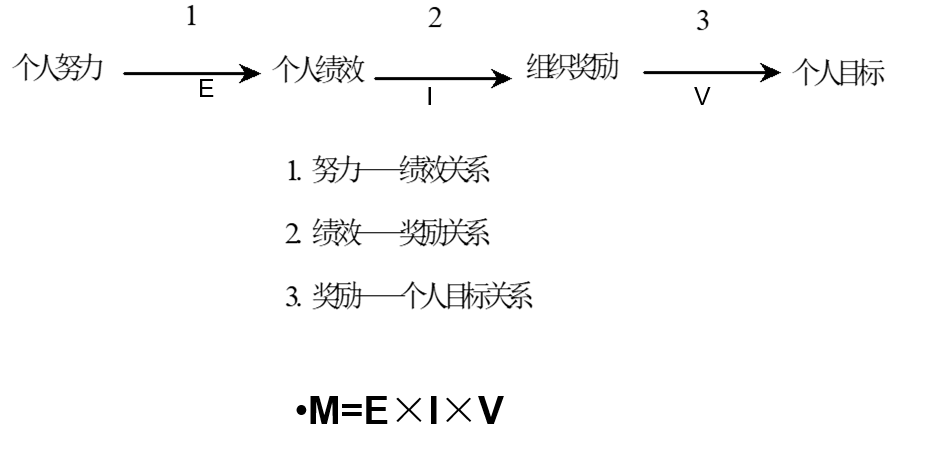 1 2 3
个人努力 个人绩效 组织奖励 个人目标
E I V
1. 努力——绩效关系
2. 绩效——奖励关系
3. 奖励——个人目标关系
•M=E×I×V